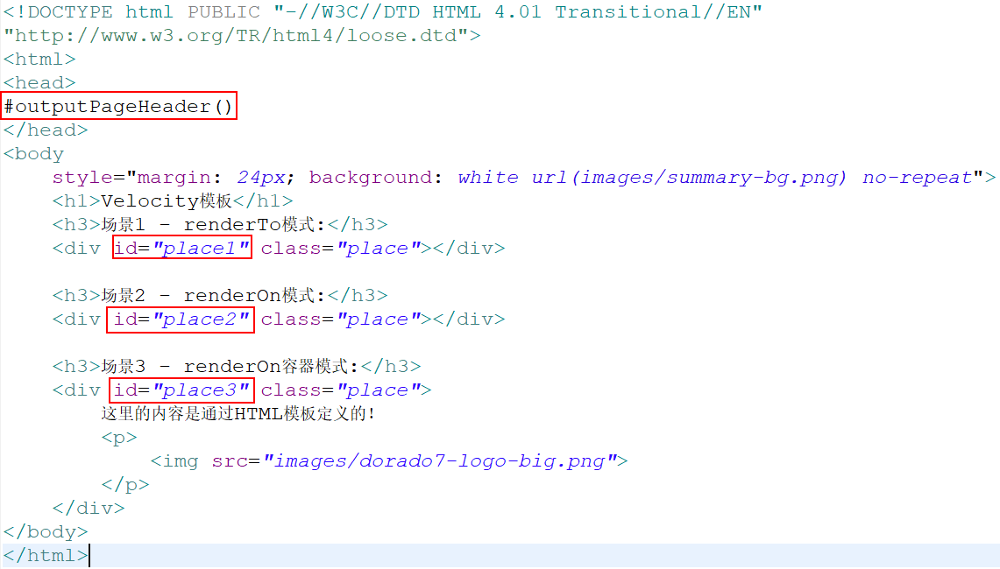 <!DOCTYPE html PUBLIC "-//W3C//DTD HTML 4.01 Transitional//EN"
"http://www.w3.org/TR/html4/loose.dtd">
<html>
<head>
#outputPageHeader()
</head>
<body
    style="margin: 24px; background: white url(images/summary-bg.png) no-repeat">
    <h1>Velocity模板</h1>
    <h3>场景1 - renderTo模式:</h3>
    <div id="place1" class="place"></div>

    <h3>场景2 - renderOn模式:</h3>
    <div id="place2" class="place"></div>

    <h3>场景3 - renderOn容器模式:</h3>
    <div id="place3" class="place">
        这里的内容是通过HTML模板定义的!
        <p>
            <img src="images/dorado7-logo-big.png">
        </p>
    </div>
</body>
</html>